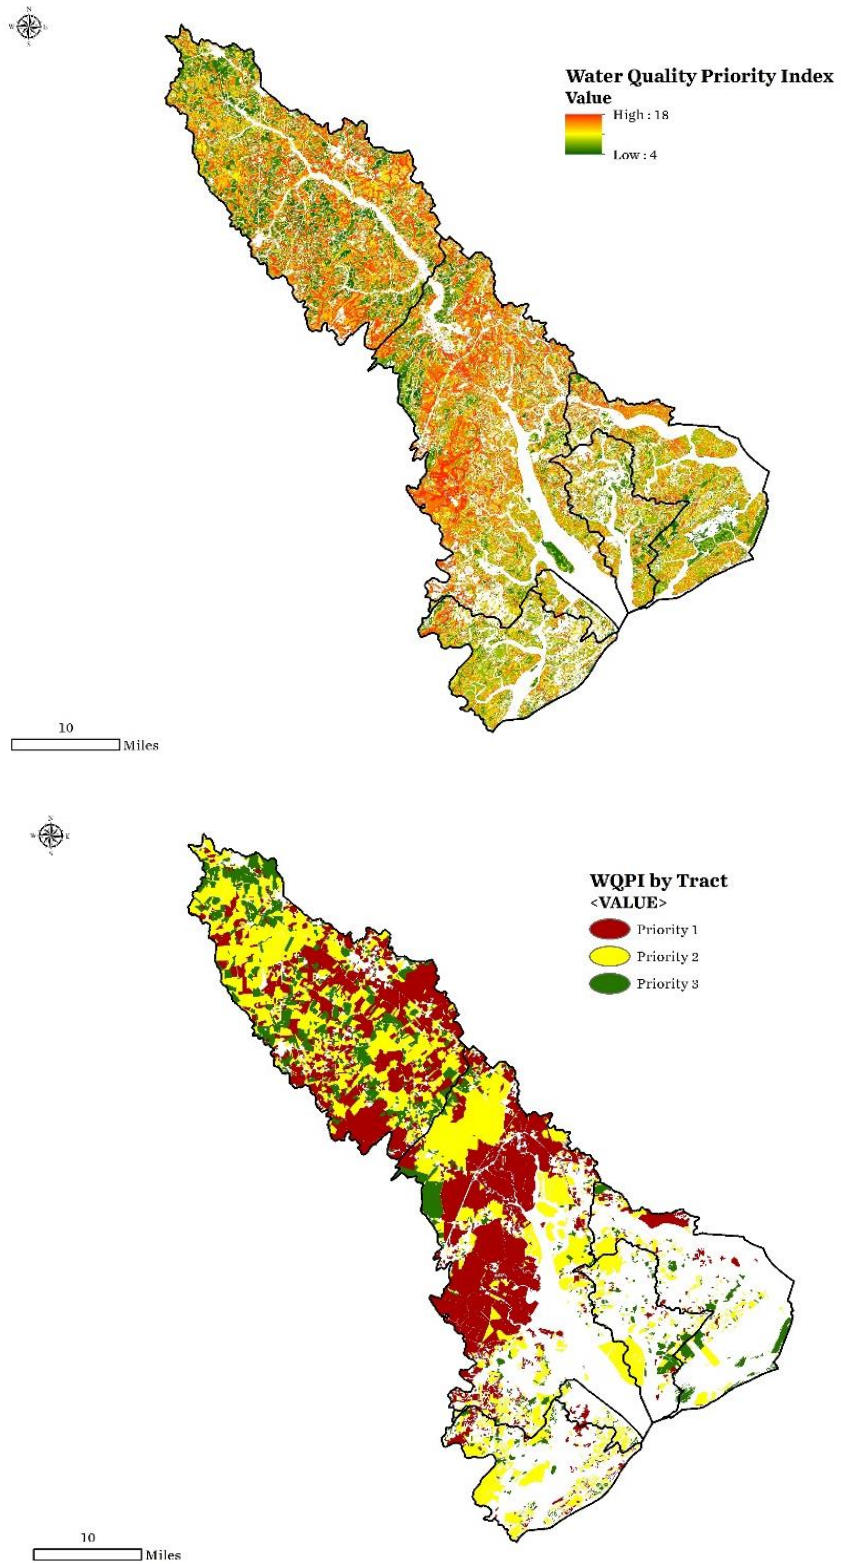 N
W E
S
Water Quality Priority Index
Value
High : 18
Low : 4
10
Miles
N
W E
S
WQPI by Tract
<VALUE>
Priority 1
Priority 2
Priority 3
10
Miles